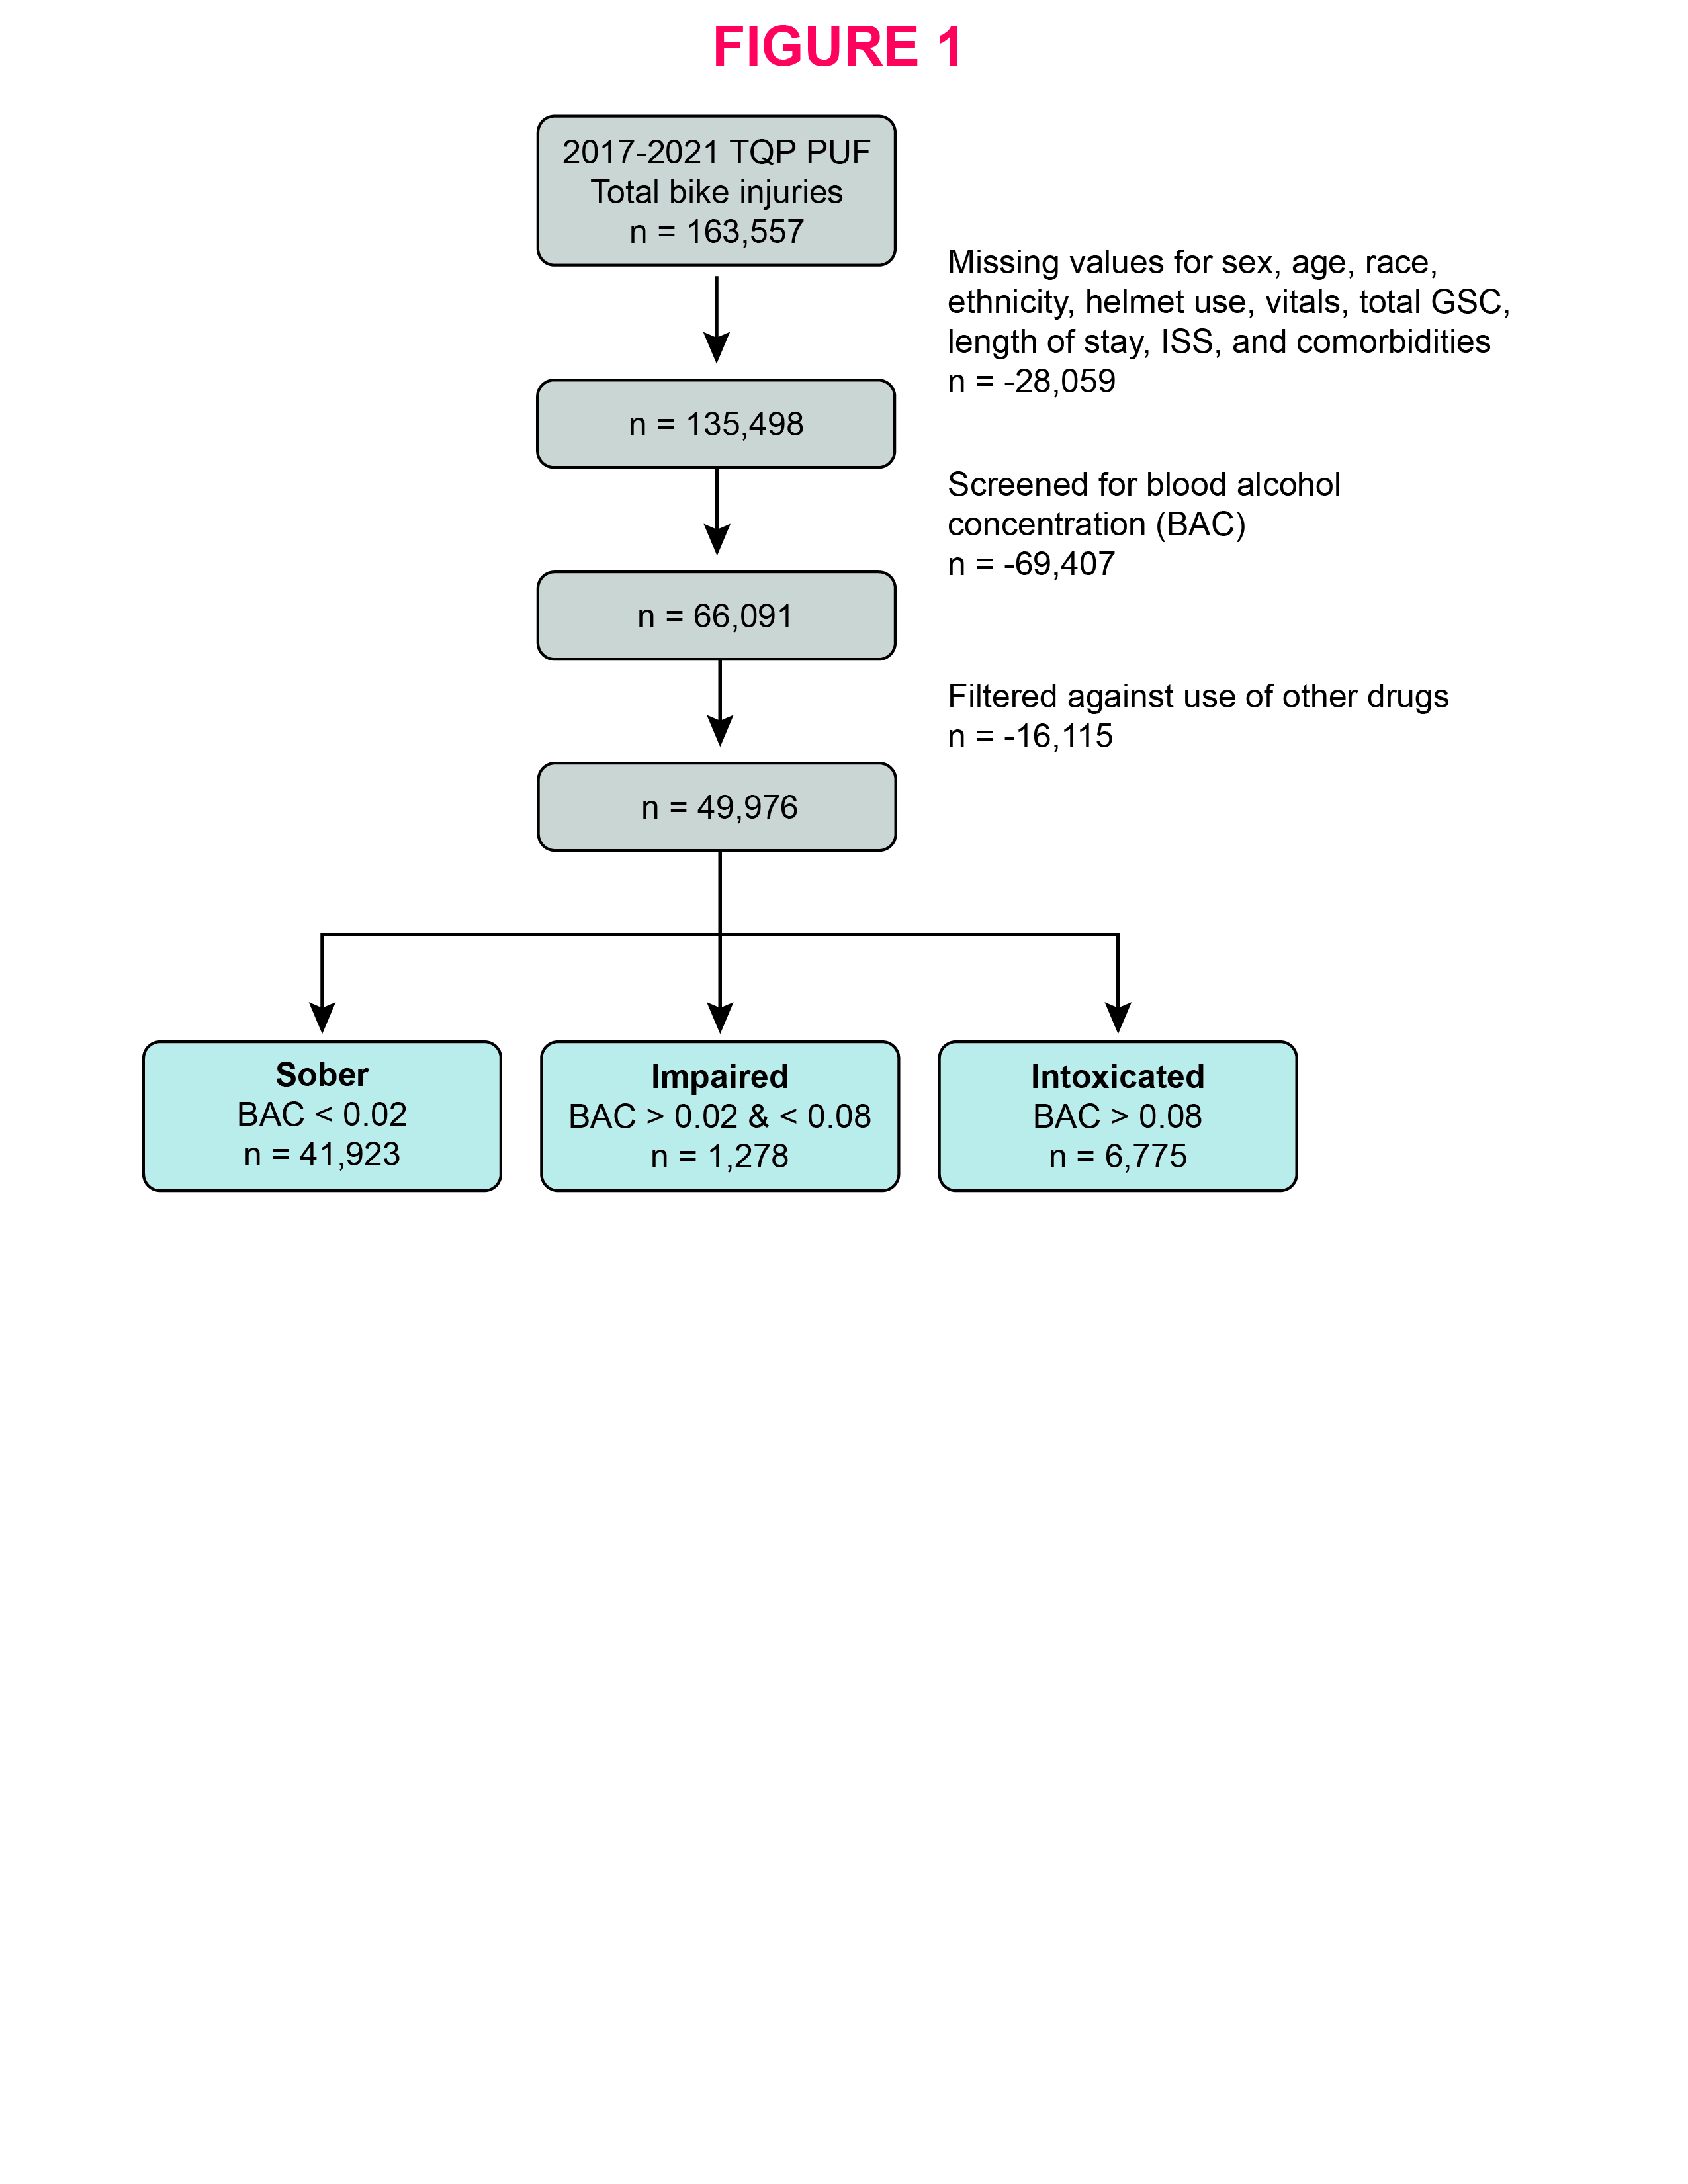 FIGURE 1
2017-2021 TQP PUF
Total bike injuries
n = 163,557
Missing values for sex, age, race,
ethnicity, helmet use, vitals, total GSC,
length of stay, ISS, and comorbidities
n = -28,059
n = 135,498
Screened for blood alcohol
concentration (BAC)
n = -69,407
n = 66,091
Filtered against use of other drugs
n = -16,115
n = 49,976
Sober
BAC < 0.02
n = 41,923
Impaired
BAC > 0.02 & < 0.08
n = 1,278
Intoxicated
BAC > 0.08
n = 6,775